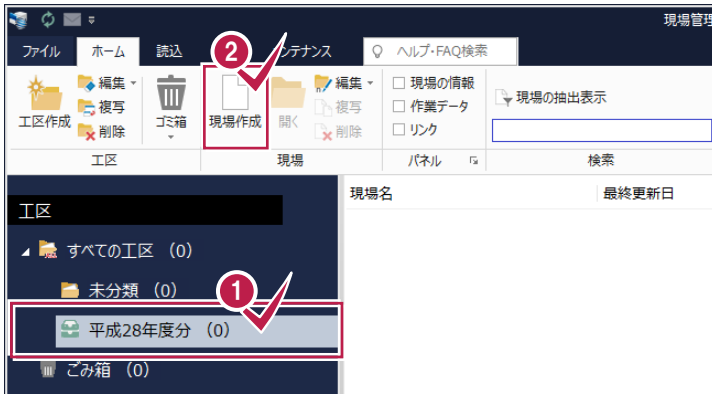 現場管理
ファイル ホーム 読込 ンテナンス ヘルプ・FAQ検索
2
工区作成 編集 複写 削除 ゴミ箱
現場作成 開く 編集 複写 削除
現場の情報
作業データ
リンク
現場の抽出表示
工区 現場 パネル 検索
工区
現場名 最終更新日
すべての工区 (0)
未分類 (0)
1
平成28年度分 (0)
ごみ箱 (0)